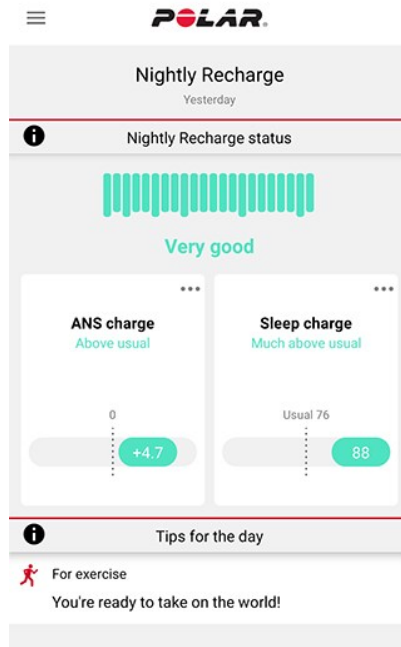 POLAR.
Nightly Recharge
Yesterday
Nightly Recharge status
Very good
ANS charge
Above usual
0
+4.7
Sleep charge
Much above usual
Usual 76
88
Tips for the day
For exercise
You're ready to take on the world!